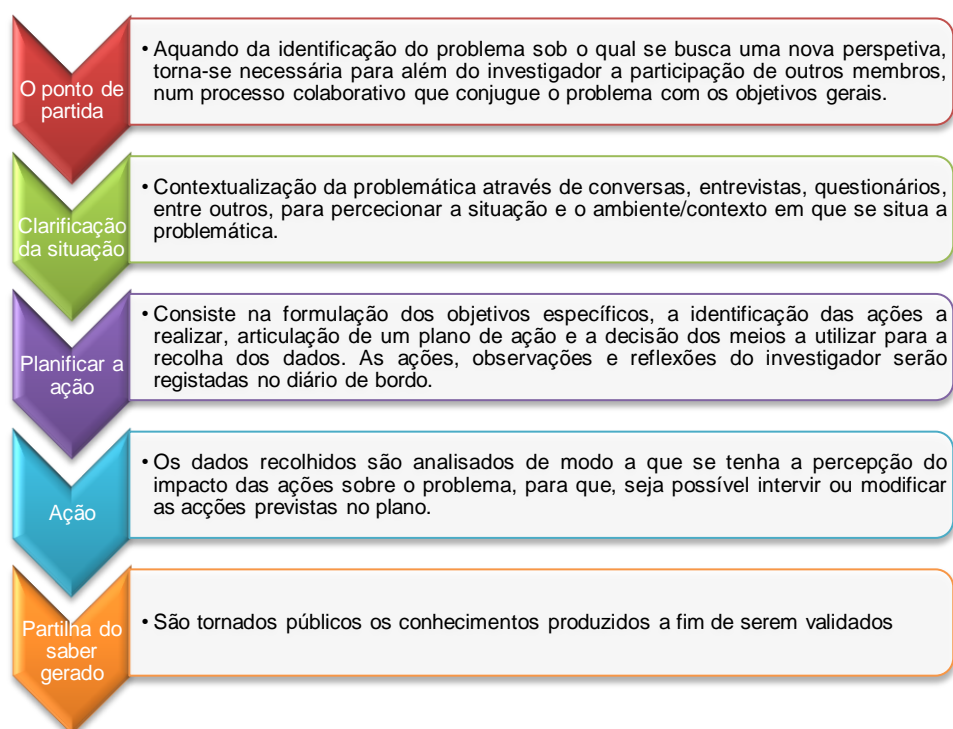 O ponto de
partida
• Aquando da identificação do problema sob o qual se busca uma nova perspetiva,
torna-se necessária para além do investigador a participação de outros membros,
num processo colaborativo que conjugue o problema com os objetivos gerais.
Clarificação
da situação
• Contextualização da problemática através de conversas, entrevistas, questionários,
entre outros, para percecionar a situação e o ambiente/contexto em que se situa a
problemática.
Planificar a
ação
• Consiste na formulação dos objetivos específicos, a identificação das ações a
realizar, articulação de um plano de ação e a decisão dos meios a utilizar para a
recolha dos dados. As ações, observações e reflexões do investigador serão
registadas no diário de bordo.
Ação
• Os dados recolhidos são analisados de modo a que se tenha a percepção do
impacto das ações sobre o problema, para que, seja possível intervir ou modificar
as acções previstas no plano.
Partilha do
saber
gerado
• São tornados públicos os conhecimentos produzidos a fim de serem validados